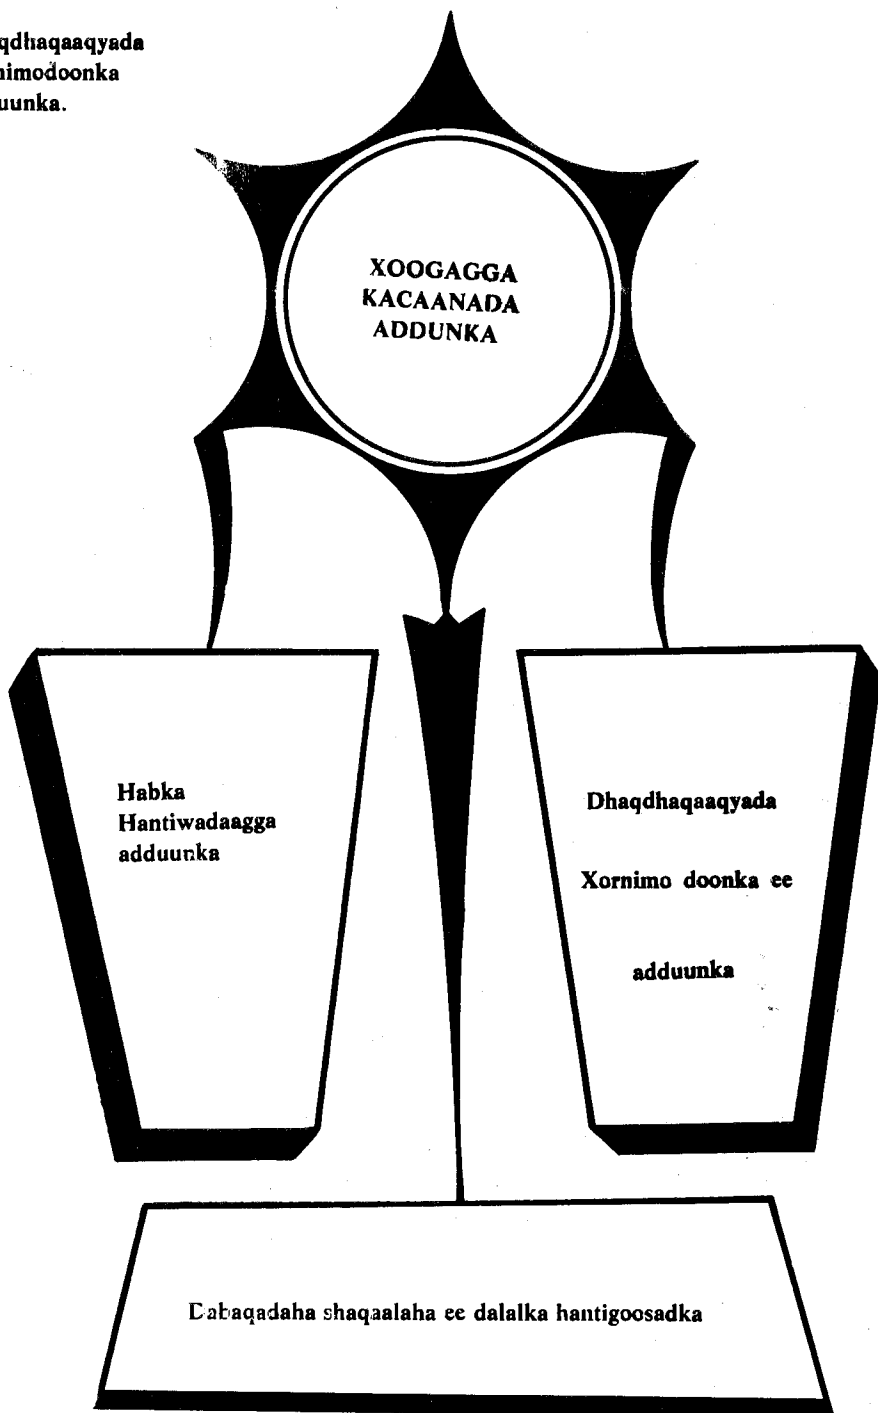 qdhaqaaqyada
nimodoonka
uunka.
XOOGAGGA
KACAANADA
ADDUNKA
Habka
Hantiwadaagga
adduunka
Dhaqdhaqaaqyada
Xornimo doonka ee
adduunka
Dabaqadaha shaqaalaha ee dalalka hantigoosadka